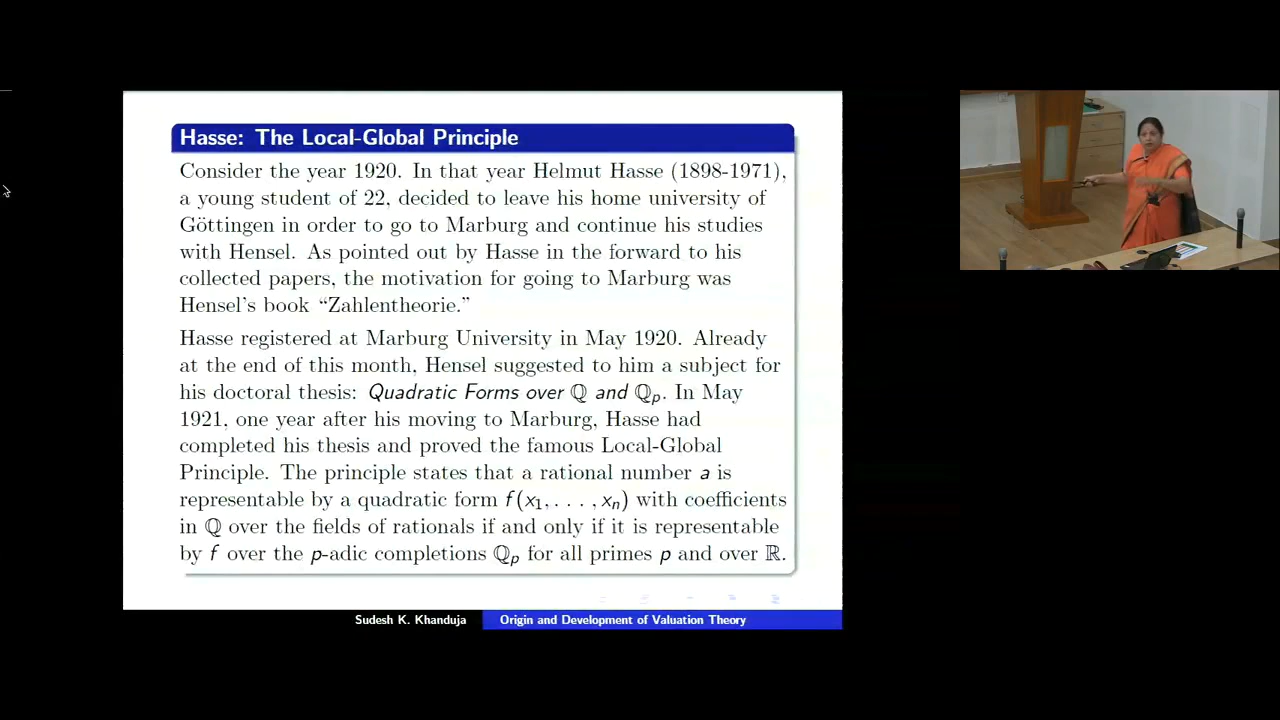 Hasse: The Local-Global Principle
Consider the year 1920. In that year Helmut Hasse (1898-1971),
a young student of 22, decided to leave his home university of
Göttingen in order to go to Marburg and continue his studies
with Hensel. As pointed out by Hasse in the forward to his
collected papers, the motivation for going to Marburg was
Hensel's book “Zahlentheorie.”
Hasse registered at Marburg University in May 1920. Already
at the end of this month, Hensel suggested to him a subject for
his doctoral thesis: Quadratic Forms over ℚ and ℚₚ. In May
1921, one year after his moving to Marburg, Hasse had
completed his thesis and proved the famous Local-Global
Principle. The principle states that a rational number a is
representable by a quadratic form f(x₁, . . . , xₙ) with coefficients
in ℚ over the fields of rationals if and only if it is representable
by f over the p-adic completions ℚₚ for all primes p and over ℝ.
Sudesh K. Khanduja
Origin and Development of Valuation Theory